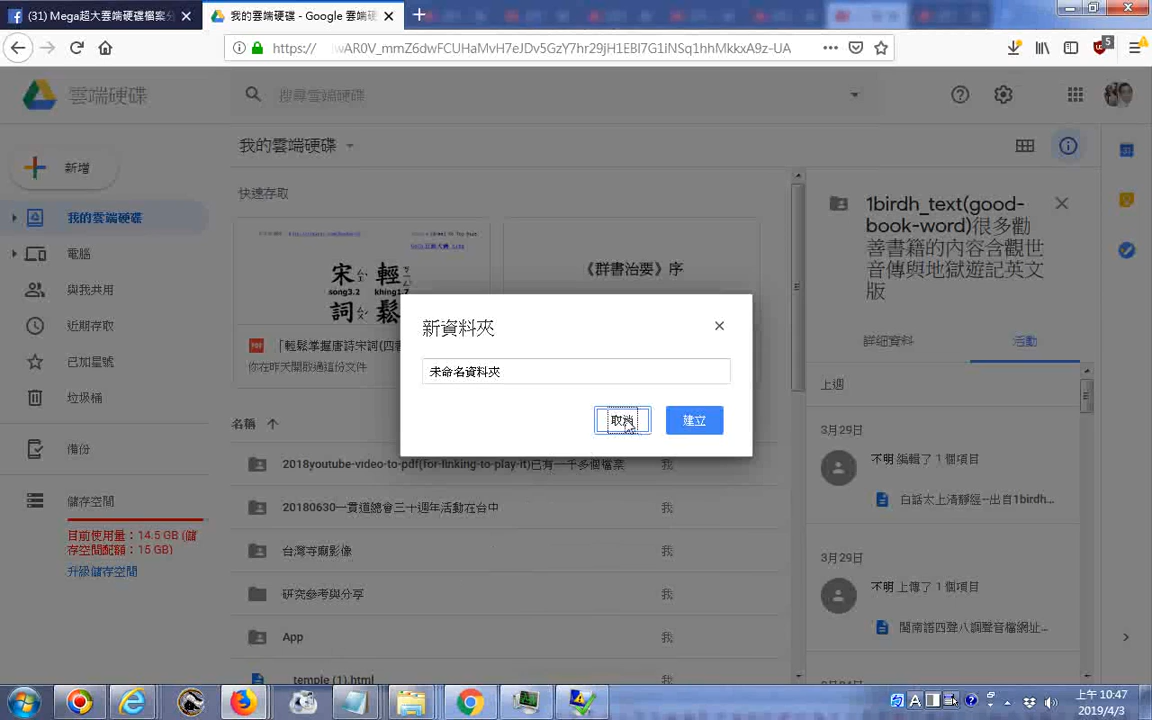 (31) Mega超大雲端硬碟檔案分
我的雲端硬碟 - Google 雲端硬
https://
wAR0V_mmZ6dwFCUHaMvH7eJDv5GzY7hr29jH1EBI7G1iNSq1hhMkkxA9z-UA
5
雲端硬碟
搜尋雲端硬碟
新增
我的雲端硬碟
電腦
與我共用
近期存取
已加星號
垃圾桶
備份
儲存空間
目前使用量：14.5 GB (儲
存空間配額：15 GB)
升級儲存空間
我的雲端硬碟
快速存取
宋 輕
song3.2 khing1.7
詞 鬆
「輕鬆掌握唐詩宋詞(四書
你在昨天開啟過這份文件
《群書治要》序
名稱
2018youtube-video-to-pdf(for-linking-to-play-it)已有一千多個檔案
我
20180630一貫道總會三十週年活動在台中
我
台灣寺廟影像
我
研究參考與分享
我
App
我
temple (1).html
新資料夾
未命名資料夾
取消
建立
1birdh_text(good-
book-word)很多勸
善書籍的內容含觀世
音傳與地獄遊記英文
版
詳細資料
活動
上週
3月29日
不明 編輯了 1 個項目
白話太上清靜經--出自1birdh...
3月29日
不明 上傳了 1 個項目
閩南語四聲八調聲音檔網址-...
上午 10:47
2019/4/3